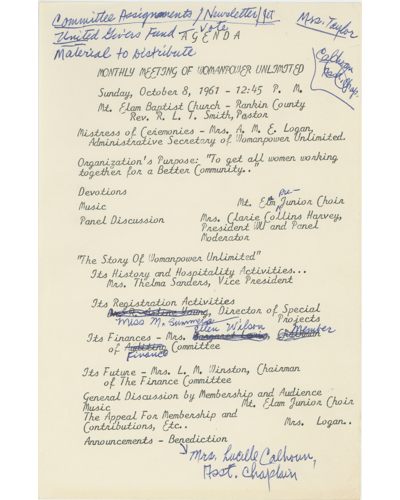 Committee Assignments / Newsletter/
United Givers Fund - Vote
Material to Distribute
Mrs. Taylor
Calhoun
AGENDA
MONTHLY MEETING OF WOMANPOWER UNLIMITED
Sunday, October 8, 1961 - 12:45 P. M.
Mt. Elam Baptist Church - Rankin County
Rev. R. L. T. Smith, Pastor
Mistress of Ceremonies - Mrs. A. M. E. Logan,
Administrative Secretary of Womanpower Unlimited.
Organization's Purpose: "To get all women working
together for a Better Community.."
Devotions
pre-
Music Mt. Elm Junior Choir
Panel Discussion Mrs. Clarie Collins Harvey,
President WU and Panel
Moderator
"The Story Of Womanpower Unlimited"
Its History and Hospitality Activities...
Mrs. Thelma Sanders, Vice President
Its Registration Activities
Young, Director of Special
Projects
Miss M. Summers
Ellen Wilson Member
Its Finances - Mrs. Margaret Chairman
of Auditing Committee
Finance
Its Future - Mrs. L. M. Winston, Chairman
of The Finance Committee
General Discussion by Membership and Audience
Music Mt. Elam Junior Choir
The Appeal For Membership and
Contributions, Etc.. Mrs. Logan..
Announcements - Benediction
Mrs. Lucille Calhoun,
Asst. Chaplain